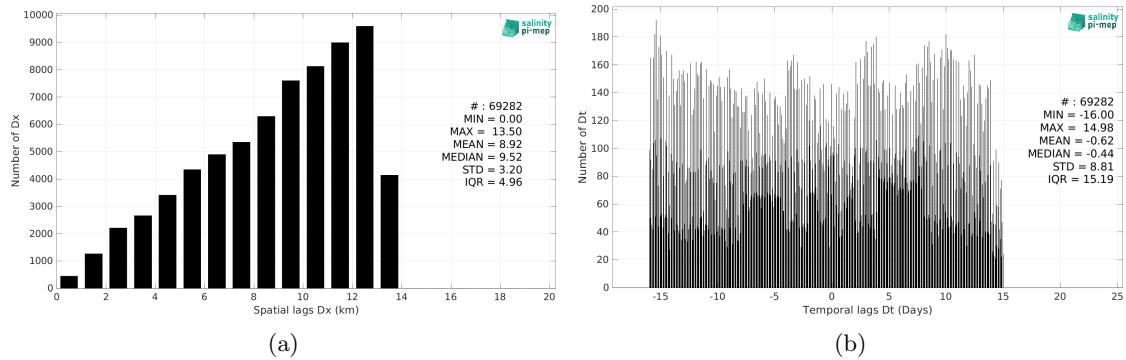 10000
9000
8000
7000
6000
5000
4000
3000
2000
1000
0
Number of Dx
salinity
pi-mep
# : 69282
MIN = 0.00
MAX = 13.50
MEAN = 8.92
MEDIAN = 9.52
STD = 3.20
IQR = 4.96
0 2 4 6 8 10 12 14 16 18 20
Spatial lags Dx (km)
(a)
200
180
160
140
120
100
80
60
40
20
0
Number of Dt
salinity
pi-mep
# : 69282
MIN = -16.00
MAX = 14.98
MEAN = -0.62
MEDIAN = -0.44
STD = 8.81
IQR = 15.19
-15 -10 -5 0 5 10 15 20 25
Temporal lags Dt (Days)
(b)